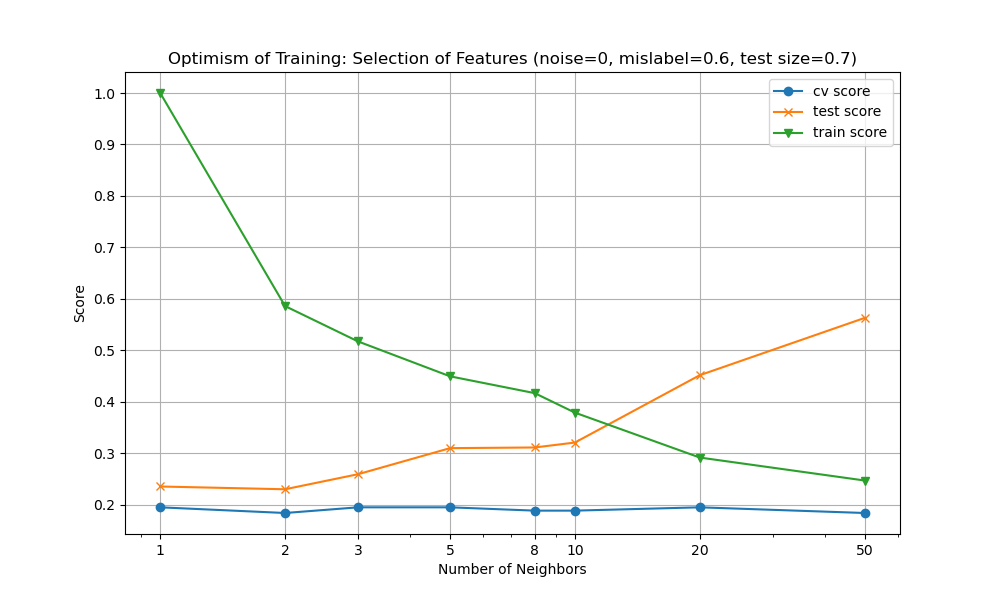 Optimism of Training: Selection of Features (noise=0, mislabel=0.6, test size=0.7)
cv score
test score
train score
Score
1.0
0.9
0.8
0.7
0.6
0.5
0.4
0.3
0.2
1 2 3 5 8 10 20 50
Number of Neighbors